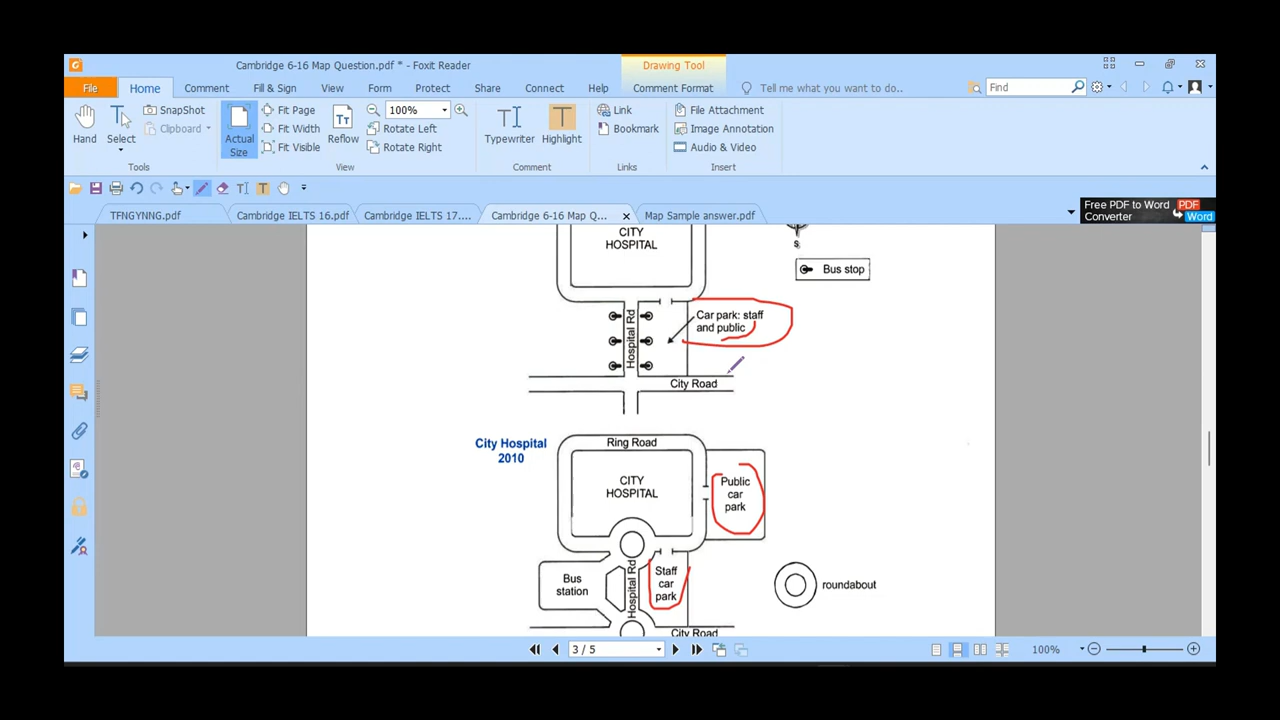 Cambridge 6-16 Map Question.pdf * - Foxit Reader
Drawing Tool
File
Home
Comment
Fill & Sign
View
Form
Protect
Share
Connect
Help
Comment Format
Tell me what you want to do..
Find
Hand
Select
SnapShot
Clipboard
Actual
Size
Fit Page
Fit Width
Fit Visible
Reflow
100%
Rotate Left
Rotate Right
Typewriter
Highlight
Link
Bookmark
File Attachment
Image Annotation
Audio & Video
Tools
View
Comment
Links
Insert
TFNGYNNG.pdf
Cambridge IELTS 16.pdf
Cambridge IELTS 17....
Cambridge 6-16 Map Q...
Map Sample answer.pdf
Free PDF to Word
Converter
PDF
Word
CITY
HOSPITAL
S
Bus stop
Hospital Rd
Car park: staff
and public
City Road
City Hospital
2010
Ring Road
CITY
HOSPITAL
Public
car
park
Bus
station
Hospital Rd
Staff
car
park
roundabout
City Road
3 / 5
100%